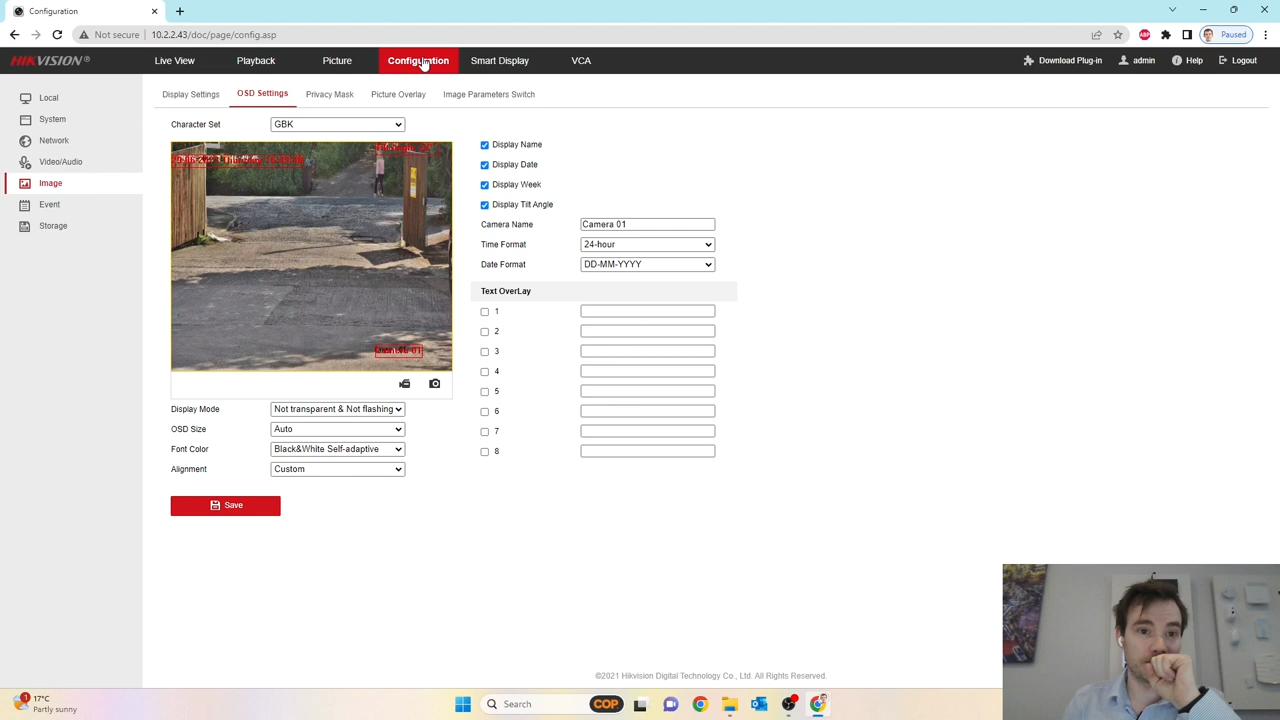 Configuration
Not secure | 10.2.2.43/doc/page/config.asp
ABP
Paused
HIKVISION®
Live View
Playback
Picture
Configuration
Smart Display
VCA
Download Plug-in
admin
Help
Logout
Local
System
Network
Video/Audio
Image
Event
Storage
Display Settings
OSD Settings
Privacy Mask
Picture Overlay
Image Parameters Switch
Character Set
GBK
Display Mode
Not transparent & Not flashing
OSD Size
Auto
Font Color
Black&White Self-adaptive
Alignment
Custom
Save
Display Name
Display Date
Display Week
Display Tilt Angle
Camera Name
Camera 01
Time Format
24-hour
Date Format
DD-MM-YYYY
Text OverLay
1
2
3
4
5
6
7
8
©2021 Hikvision Digital Technology Co., Ltd. All Rights Reserved.
1
17°C
Partly sunny
Search
COP